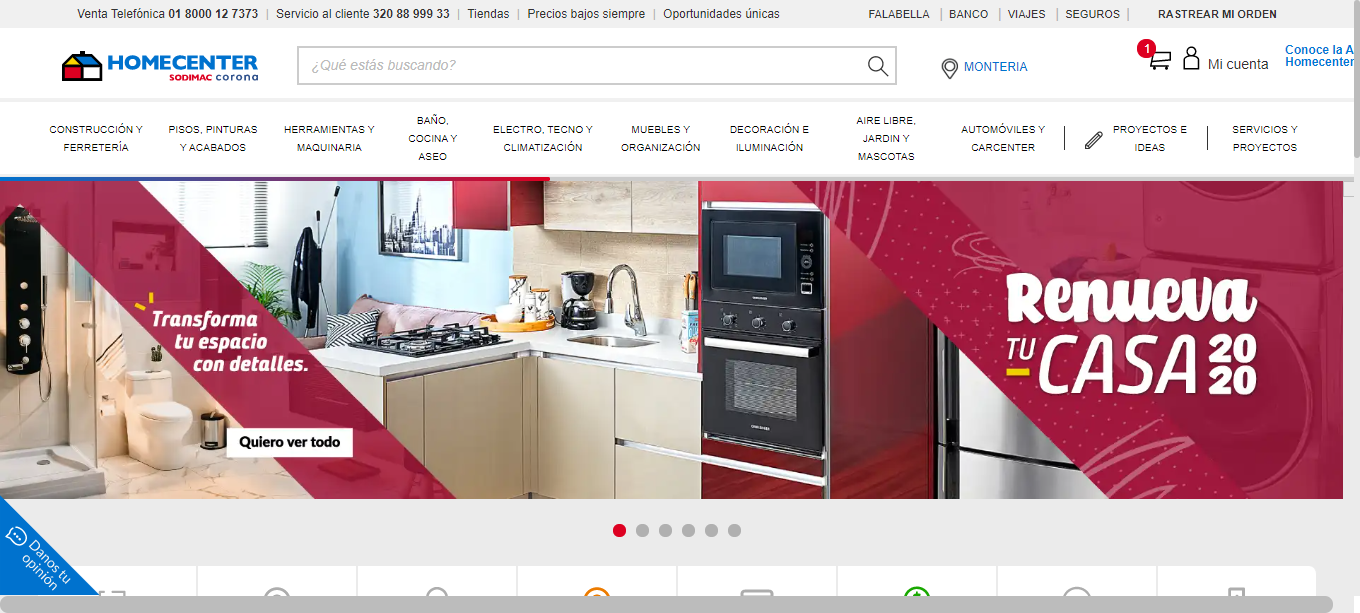 Venta Telefónica 01 8000 12 7373 | Servicio al cliente 320 88 999 33 | Tiendas | Precios bajos siempre | Oportunidades únicas
FALABELLA | BANCO | VIAJES | SEGUROS | RASTREAR MI ORDEN
HOMECENTER
SODIMAC corona
¿Qué estás buscando?
MONTERIA
1
Mi cuenta
Conoce la A
Homecenter
CONSTRUCCIÓN Y
FERRETERÍA
PISOS, PINTURAS
Y ACABADOS
HERRAMIENTAS Y
MAQUINARIA
BAÑO,
COCINA Y
ASEO
ELECTRO, TECNO Y
CLIMATIZACIÓN
MUEBLES Y
ORGANIZACIÓN
DECORACIÓN E
ILUMINACIÓN
AIRE LIBRE,
JARDIN Y
MASCOTAS
AUTOMÓVILES Y
CARCENTER
PROYECTOS E
IDEAS
SERVICIOS Y
PROYECTOS
Transforma
tu espacio
con detalles.
Quiero ver todo
Renueva
TU CASA 2020
Danos tu
opinión